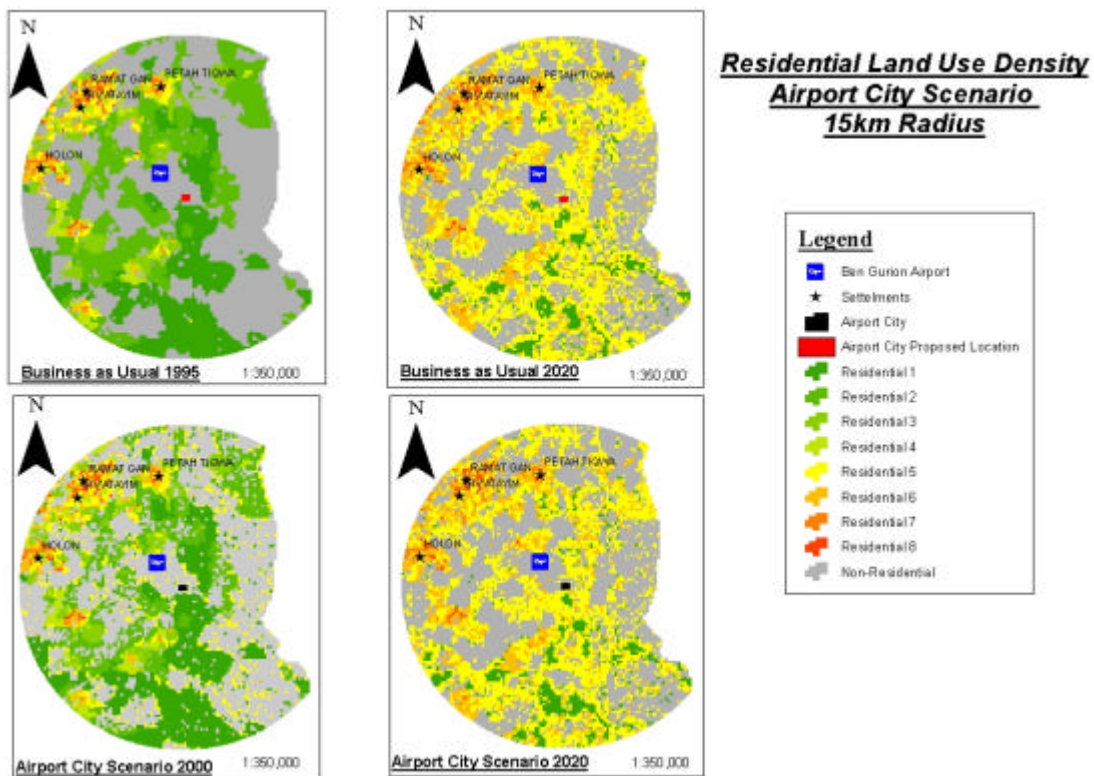 Residential Land Use Density
Airport City Scenario
15km Radius
N
RAMAT GAN
PETAH TIQWA
HOLON
Business as Usual 1995
1:350,000
N
RAMAT GAN
PETAH TIQWA
HOLON
Business as Usual 2020
1:350,000
N
RAMAT GAN
PETAH TIQWA
HOLON
Airport City Scenario 2000
1:350,000
N
RAMAT GAN
PETAH TIQWA
HOLON
Airport City Scenario 2020
1:350,000
Legend
Ben Gurion Airport
Settelments
Airport City
Airport City Proposed Location
Residential 1
Residential 2
Residential 3
Residential 4
Residential 5
Residential 6
Residential 7
Residential 8
Non-Residential